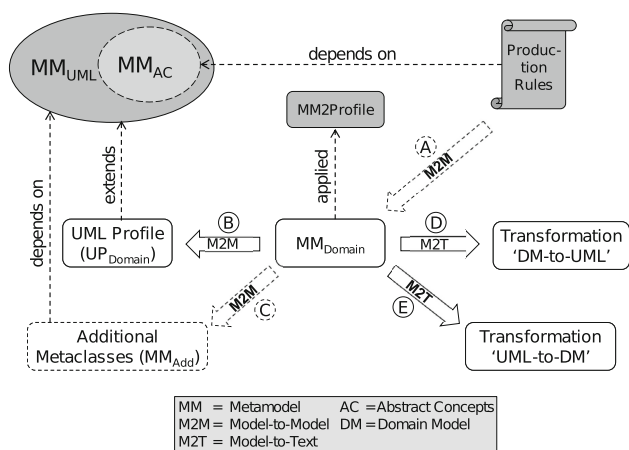 MM_UML
MM_AC
depends on
Produc-
tion
Rules
MM2Profile
A
M2M
depends on
extends
applied
UML Profile
(UP_Domain)
B
M2M
MM_Domain
D
M2T
Transformation
‘DM-to-UML’
M2M
C
M2T
E
Additional
Metaclasses (MM_Add)
Transformation
‘UML-to-DM’
MM = Metamodel AC =Abstract Concepts
M2M = Model-to-Model DM = Domain Model
M2T = Model-to-Text